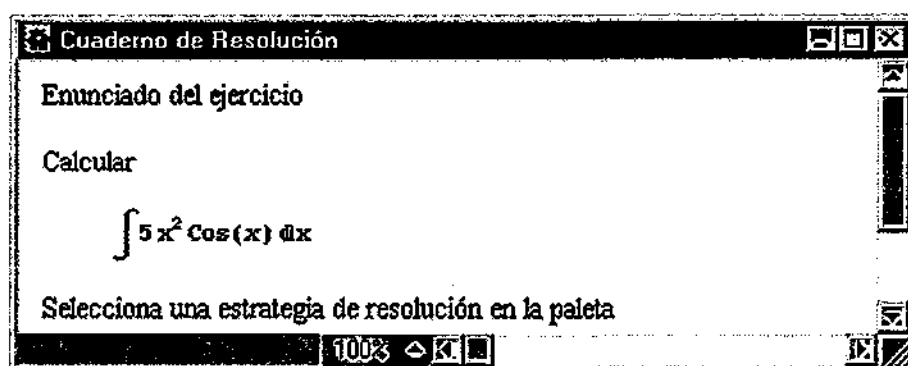 Cuaderno de Resolución
Enunciado del ejercicio
Calcular
∫ 5 x² Cos(x) dx
Selecciona una estrategia de resolución en la paleta
100%